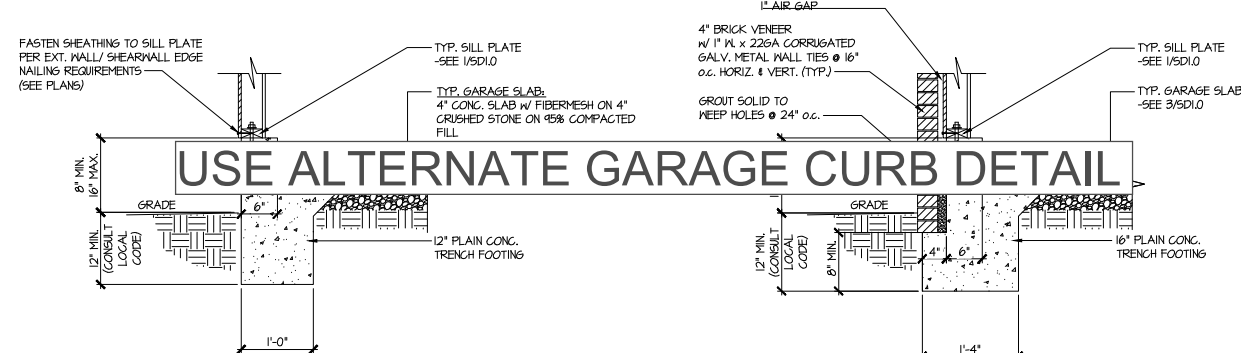 FASTEN SHEATHING TO SILL PLATE
PER EXT. WALL/ SHEARWALL EDGE
NAILING REQUIREMENTS
(SEE PLANS)
TYP. SILL PLATE
-SEE 1/SD1.0
TYP. GARAGE SLAB:
4" CONC. SLAB W/ FIBERMESH ON 4"
CRUSHED STONE ON 95% COMPACTED
FILL
8" MIN.
16" MAX.
GRADE
6"
12" MIN.
(CONSULT
LOCAL
CODE)
12" PLAIN CONC.
TRENCH FOOTING
1'-0"
USE ALTERNATE GARAGE CURB DETAIL
1" AIR GAP
4" BRICK VENEER
W/ 1" W. x 22GA CORRUGATED
GALV. METAL WALL TIES @ 16"
O.C. HORIZ. & VERT. (TYP.)
GROUT SOLID TO
WEEP HOLES @ 24" O.C.
TYP. SILL PLATE
-SEE 1/SD1.0
TYP. GARAGE SLAB
-SEE 3/SD1.0
GRADE
12" MIN.
(CONSULT
LOCAL
CODE)
8" MIN.
4"
6"
16" PLAIN CONC.
TRENCH FOOTING
1'-4"